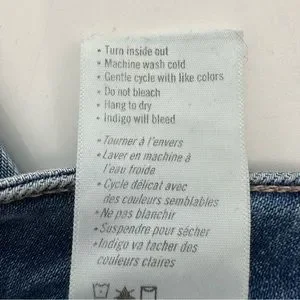 • Turn inside out
• Machine wash cold
• Gentle cycle with like colors
• Do not bleach
• Hang to dry
• Indigo will bleed
• Tourner à l'envers
• Laver en machine à
l'eau froide
• Cycle délicat avec
des couleurs semblables
• Ne pas blanchir
• Suspendre pour sécher
• Indigo va tacher des
couleurs claires